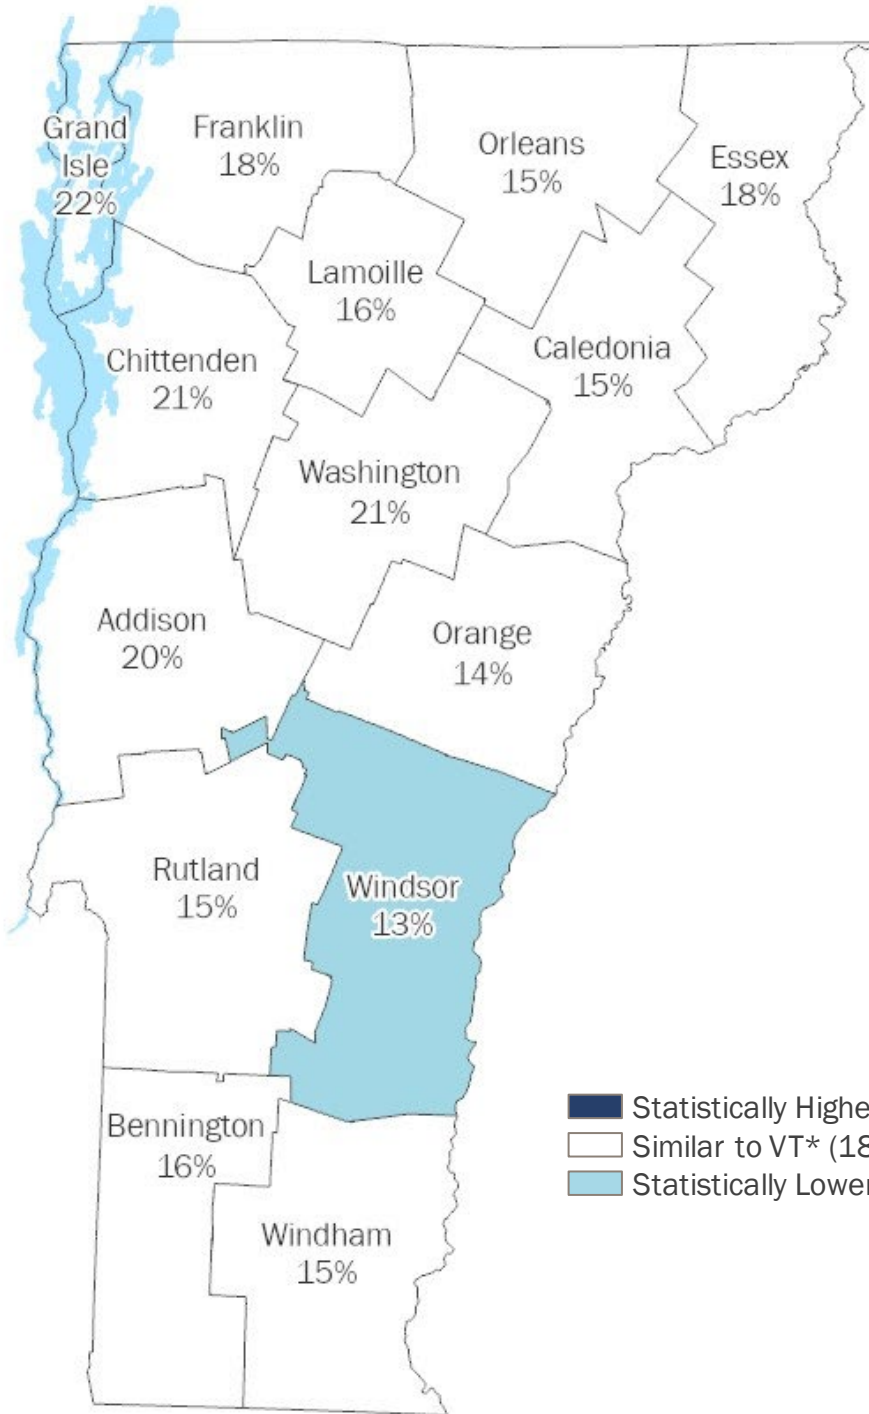 Grand
Isle
22%
Franklin
18%
Orleans
15%
Essex
18%
Lamoille
16%
Chittenden
21%
Caledonia
15%
Washington
21%
Addison
20%
Orange
14%
Rutland
15%
Windsor
13%
Bennington
16%
Windham
15%
Statistically Highe
Similar to VT* (18
Statistically Lower